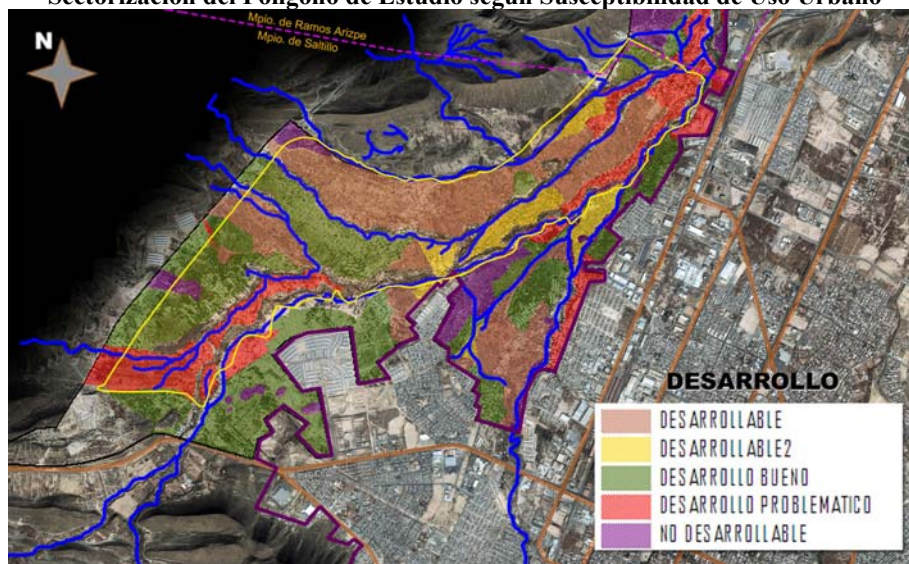 Sectorización del Polígono de Estudio según Susceptibilidad de Uso Urbano
Mpio. de Ramos Arizpe
Mpio. de Saltillo
N
DESARROLLO
DESARROLLABLE
DESARROLLABLE2
DESARROLLO BUENO
DESARROLLO PROBLEMATICO
NO DESARROLLABLE